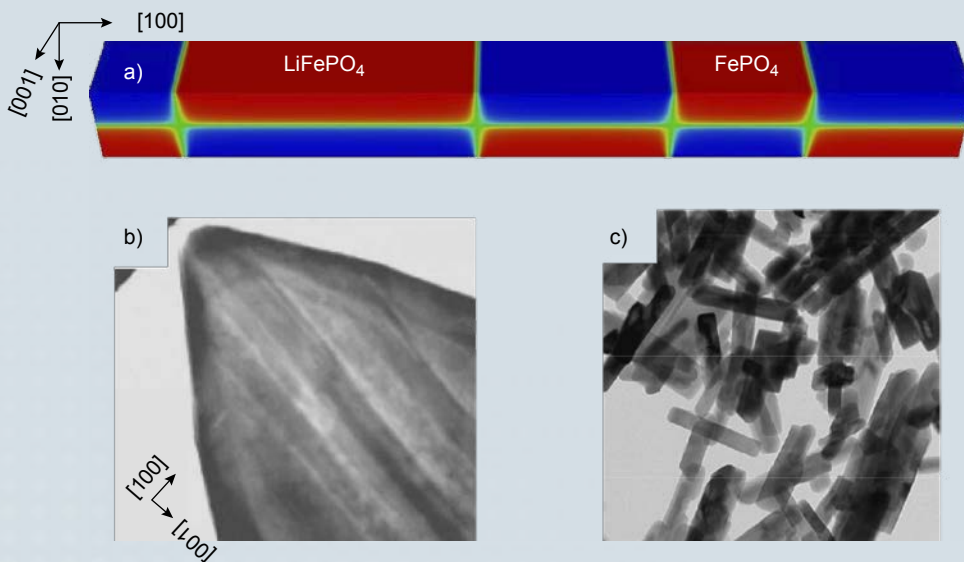 [100]
[001]
[010]
a)
LiFePO₄
FePO₄
b)
c)
[100]
[001]